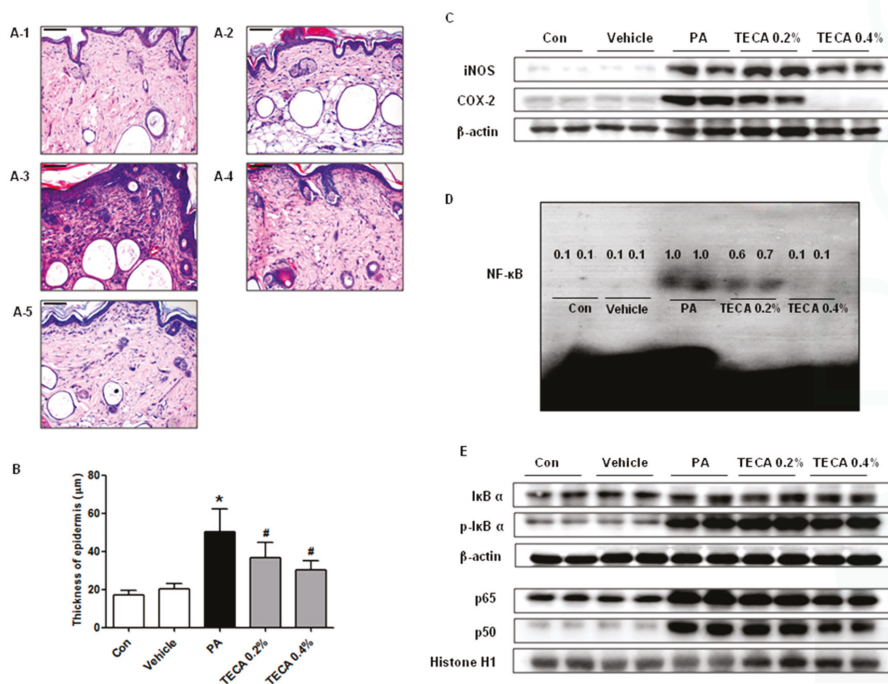 A-1
A-2
A-3
A-4
A-5
B
Thickness of epidermis (μm)
80
60
40
20
0
*
#
#
Con
Vehicle
PA
TECA 0.2%
TECA 0.4%
C
Con Vehicle PA TECA 0.2% TECA 0.4%
iNOS
COX-2
β-actin
D
0.1 0.1 0.1 0.1 1.0 1.0 0.6 0.7 0.1 0.1
NF-κB
Con Vehicle PA TECA 0.2% TECA 0.4%
E
Con Vehicle PA TECA 0.2% TECA 0.4%
IκB α
p-IκB α
β-actin
p65
p50
Histone H1